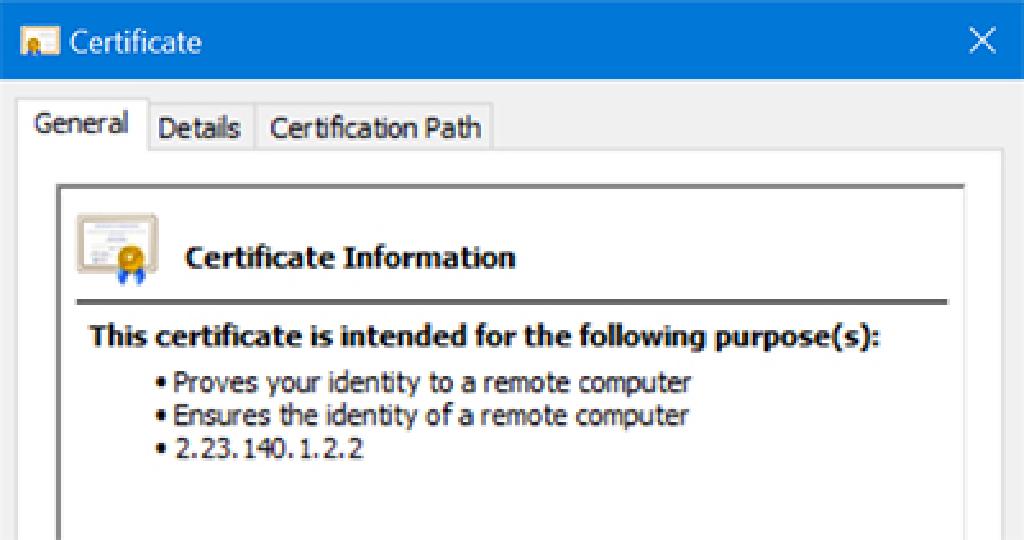 Certificate
General Details Certification Path
Certificate Information
This certificate is intended for the following purpose(s):
• Proves your identity to a remote computer
• Ensures the identity of a remote computer
• 2.23.140.1.2.2